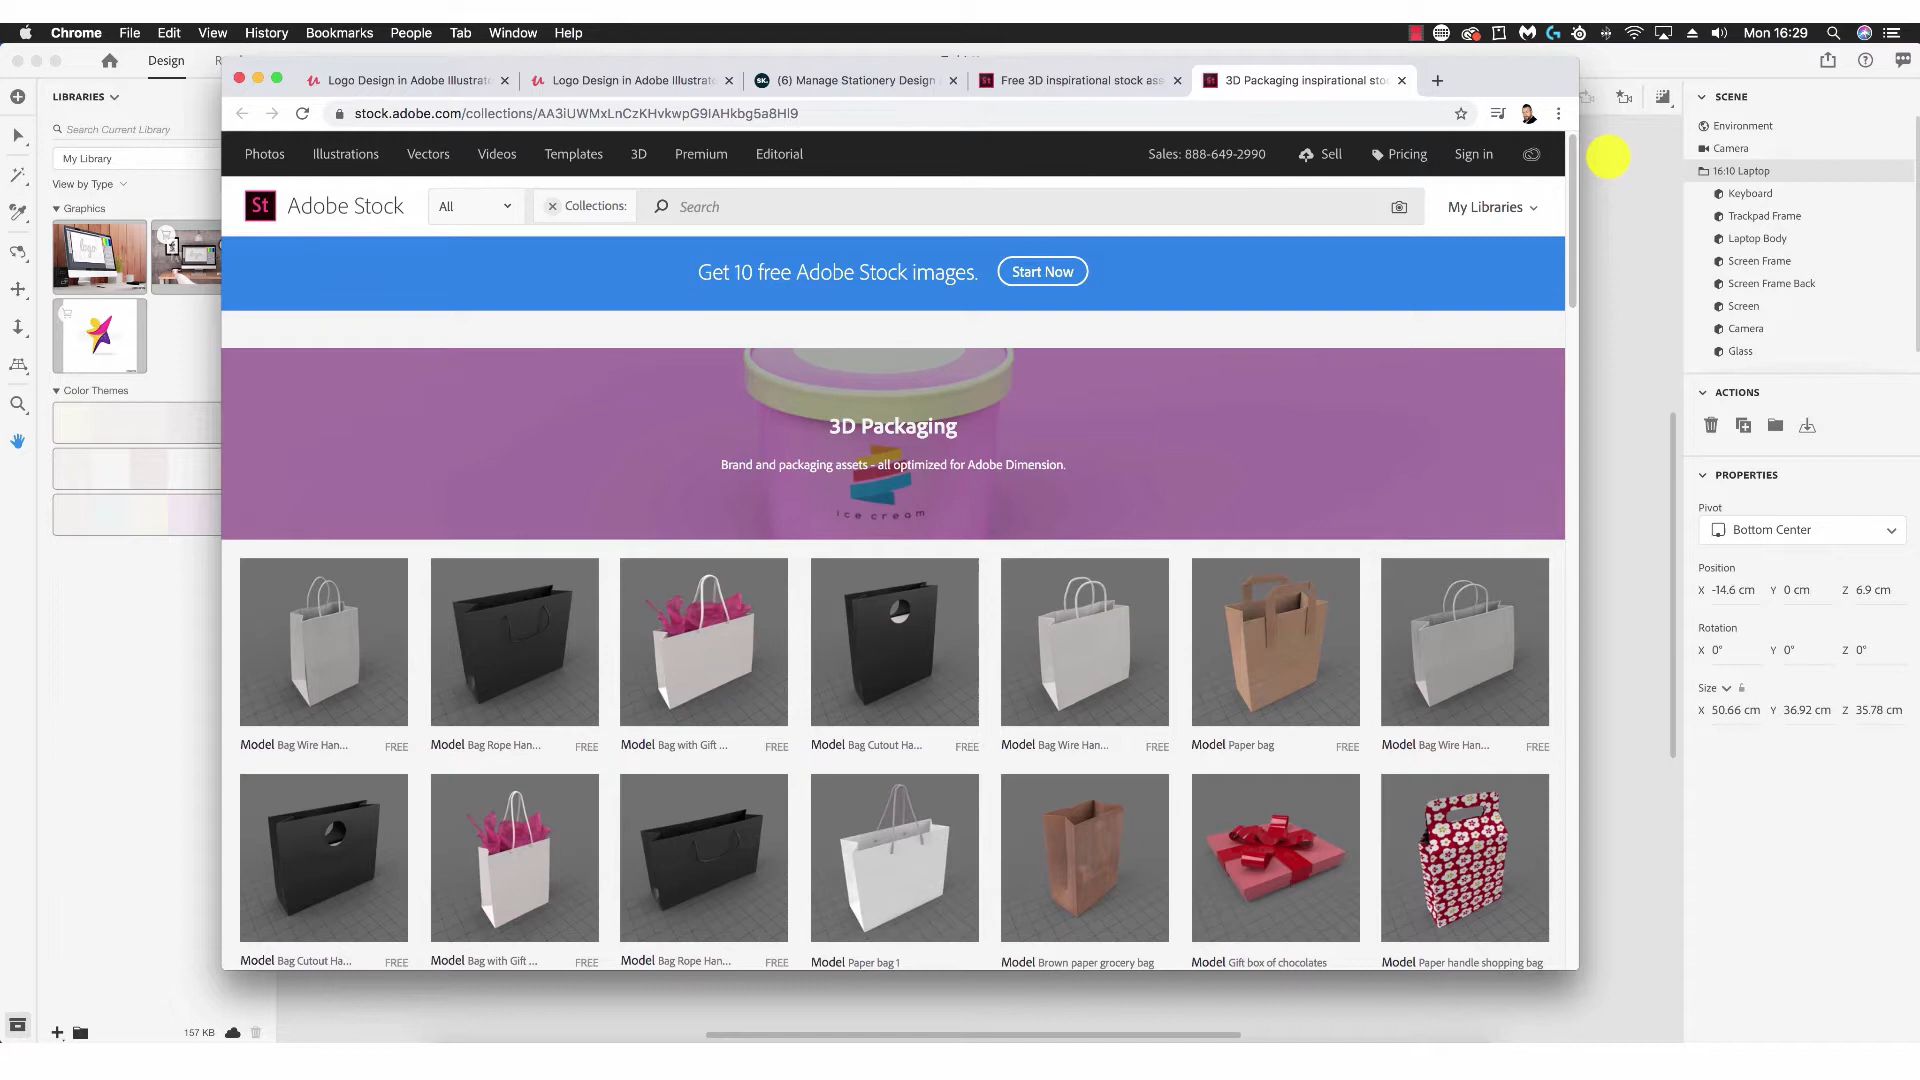 Chrome File Edit View History Bookmarks People Tab Window Help Mon 16:29
Design
LIBRARIES
Search Current Library
My Library
View by Type
Graphics
logo
Color Themes
157 KB
Logo Design in Adobe Illustrat
Logo Design in Adobe Illustrat
(6) Manage Stationery Design
Free 3D inspirational stock ass
3D Packaging inspirational sto
stock.adobe.com/collections/AA3iUWMxLnCzKHvkwpG9IAHkbg5a8Hl9
Photos Illustrations Vectors Videos Templates 3D Premium Editorial Sales: 888-649-2990 Sell Pricing Sign in
St Adobe Stock All Collections: Search My Libraries
Get 10 free Adobe Stock images. Start Now
3D Packaging
Brand and packaging assets - all optimized for Adobe Dimension.
ice cream
Model Bag Wire Han... FREE Model Bag Rope Han... FREE Model Bag with Gift ... FREE Model Bag Cutout Ha... FREE Model Bag Wire Han... FREE Model Paper bag FREE Model Bag Wire Han... FREE
Model Bag Cutout Ha... FREE Model Bag with Gift ... FREE Model Bag Rope Han... FREE Model Paper bag 1 Model Brown paper grocery bag Model Gift box of chocolates Model Paper handle shopping bag
SCENE
Environment
Camera
16:10 Laptop
Keyboard
Trackpad Frame
Laptop Body
Screen Frame
Screen Frame Back
Screen
Camera
Glass
ACTIONS
PROPERTIES
Pivot
Bottom Center
Position
X -14.6 cm Y 0 cm Z 6.9 cm
Rotation
X 0° Y 0° Z 0°
Size
X 50.66 cm Y 36.92 cm Z 35.78 cm